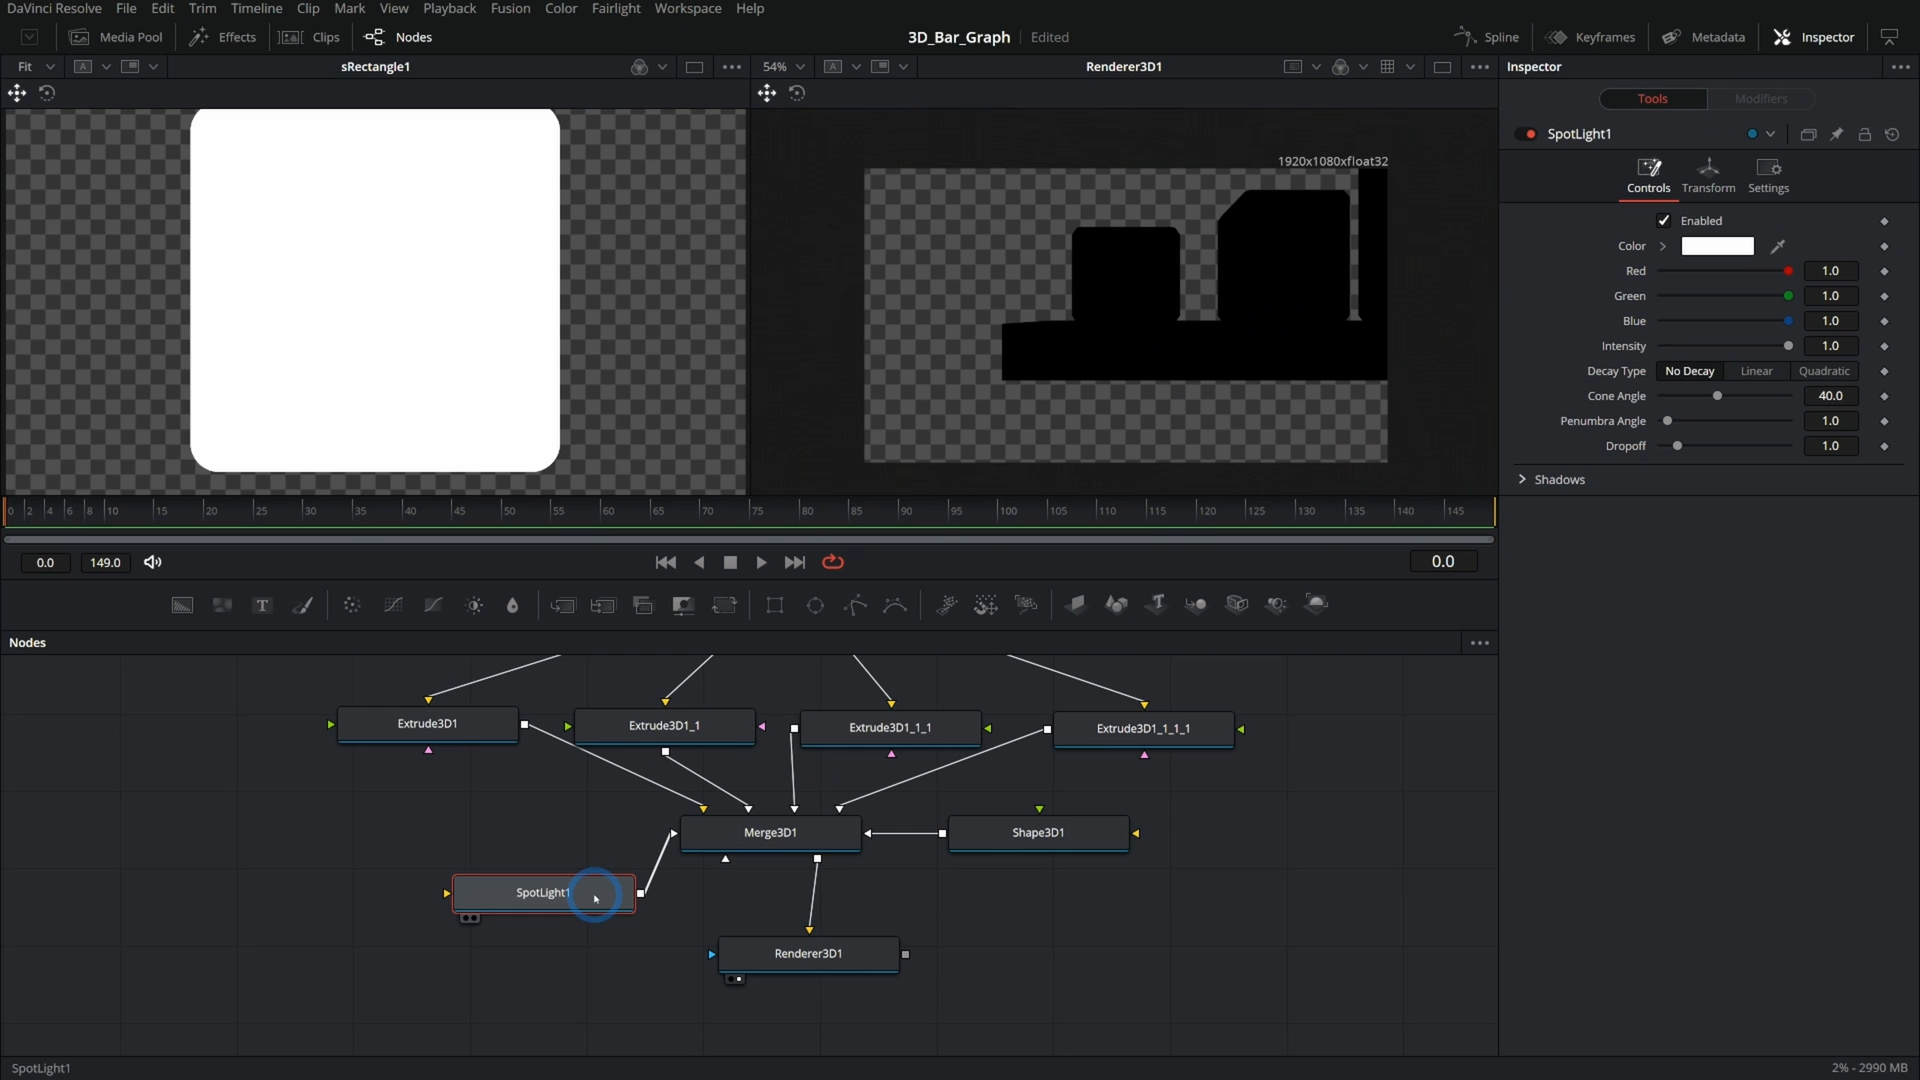 DaVinci Resolve File Edit Trim Timeline Clip Mark View Playback Fusion Color Fairlight Workspace Help
Media Pool Effects Clips Nodes 3D_Bar_Graph Edited Spline Keyframes Metadata Inspector
Fit A sRectangle1 54% A Renderer3D1 Inspector
Tools Modifiers
SpotLight1
1920x1080xfloat32
Controls Transform Settings
Enabled
Color
Red 1.0
Green 1.0
Blue 1.0
Intensity 1.0
Decay Type No Decay Linear Quadratic
Cone Angle 40.0
Penumbra Angle 1.0
Dropoff 1.0
Shadows
0 2 4 6 8 10 15 20 25 30 35 40 45 50 55 60 65 70 75 80 85 90 95 100 105 110 115 120 125 130 135 140 145
0.0 149.0 0.0
T T
Nodes
Extrude3D1 Extrude3D1_1 Extrude3D1_1_1 Extrude3D1_1_1_1
Merge3D1 Shape3D1
SpotLight1
Renderer3D1
SpotLight1 2% - 2990 MB